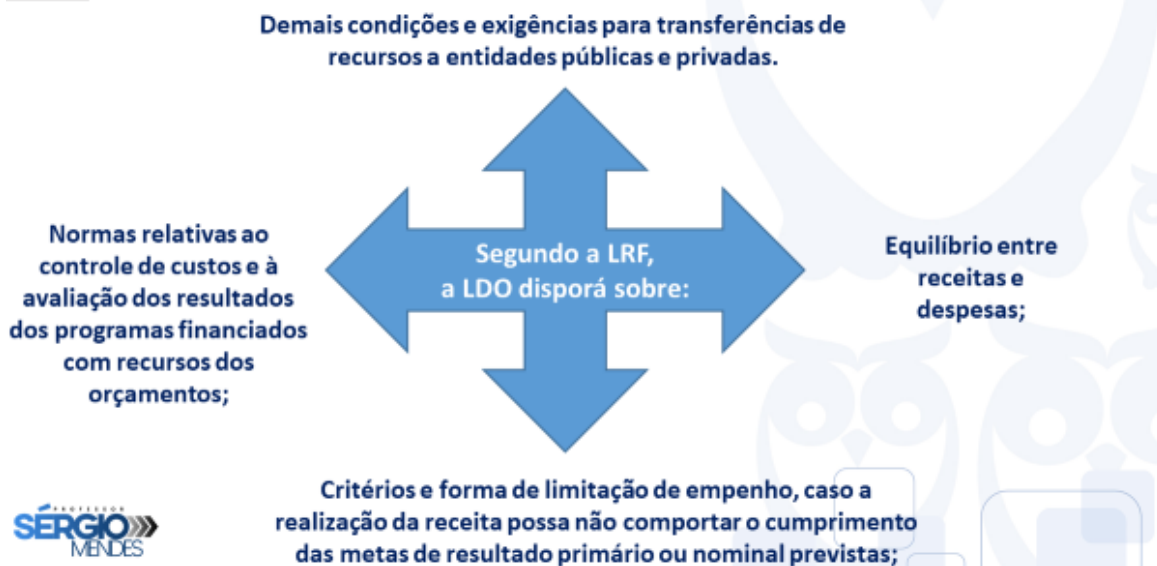 Demais condições e exigências para transferências de
recursos a entidades públicas e privadas.
Normas relativas ao
controle de custos e à
avaliação dos resultados
dos programas financiados
com recursos dos
orçamentos;
Segundo a LRF,
a LDO disporá sobre:
Equilíbrio entre
receitas e
despesas;
Critérios e forma de limitação de empenho, caso a
realização da receita possa não comportar o cumprimento
das metas de resultado primário ou nominal previstas;
PROFESSOR
SÉRGIO
MENDES